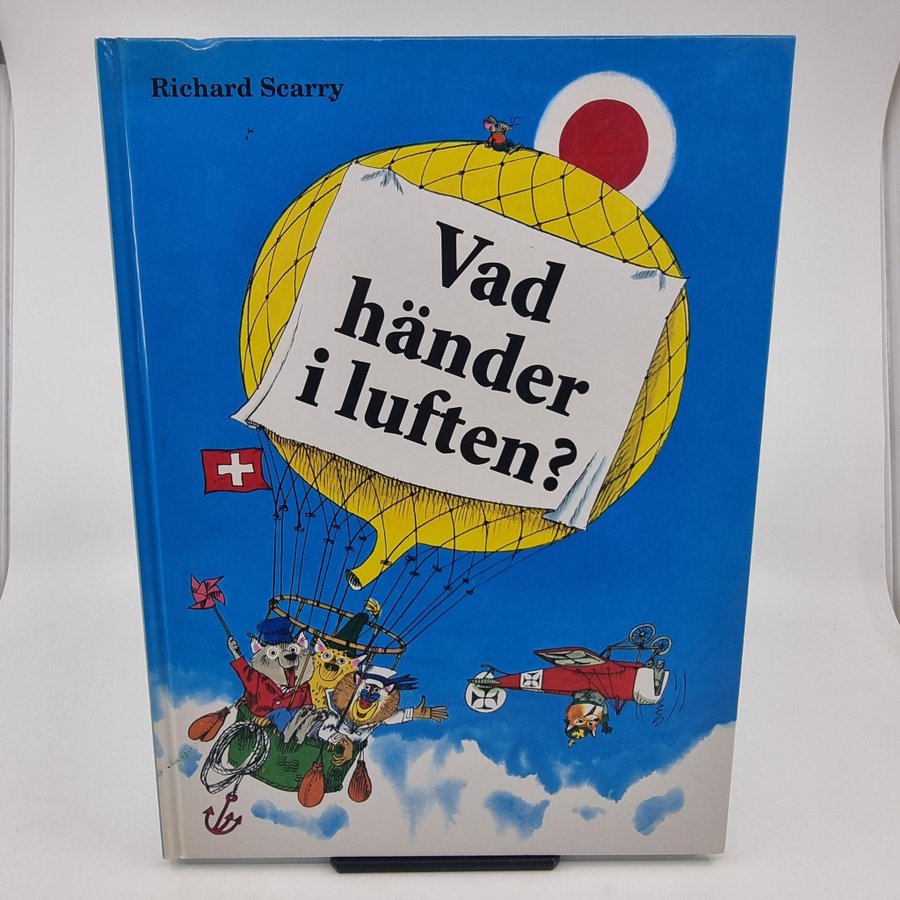 Richard Scarry
Vad
händer
i luften?